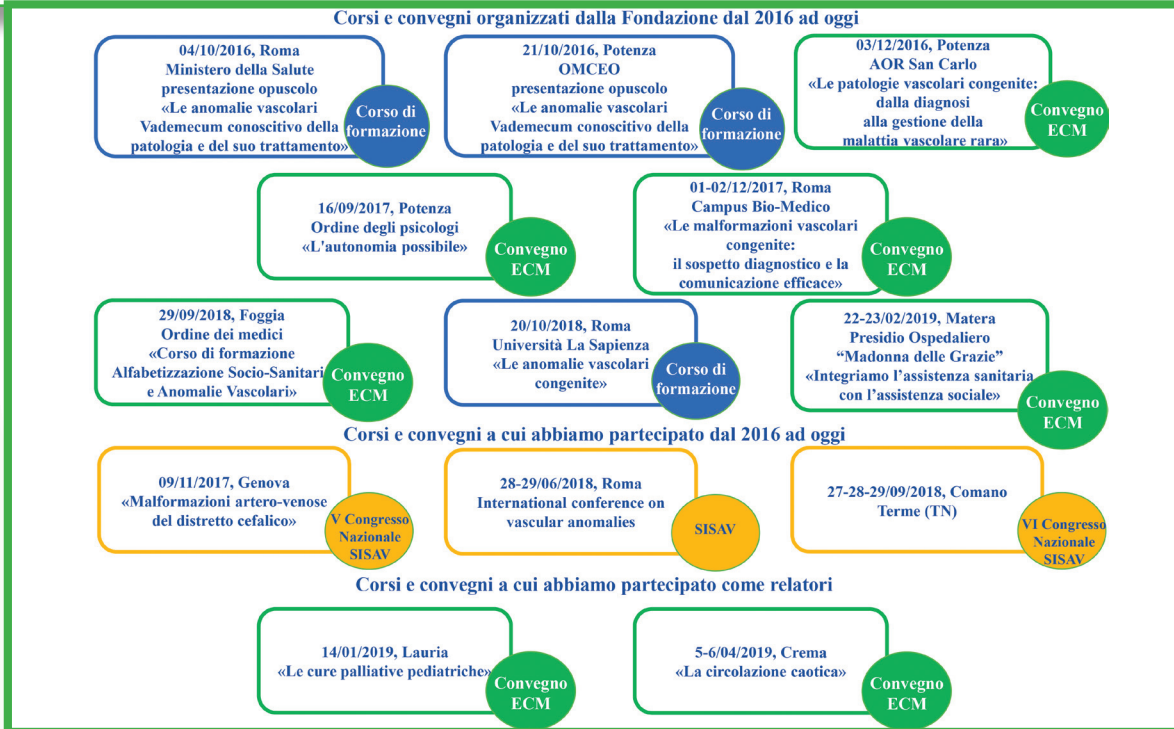 Corsi e convegni organizzati dalla Fondazione dal 2016 ad oggi
04/10/2016, Roma
Ministero della Salute
presentazione opuscolo
«Le anomalie vascolari
Vademecum conoscitivo della
patologia e del suo trattamento»
Corso di
formazione
21/10/2016, Potenza
OMCEO
presentazione opuscolo
«Le anomalie vascolari
Vademecum conoscitivo della
patologia e del suo trattamento»
Corso di
formazione
03/12/2016, Potenza
AOR San Carlo
«Le patologie vascolari congenite:
dalla diagnosi
alla gestione della
malattia vascolare rara»
Convegno
ECM
16/09/2017, Potenza
Ordine degli psicologi
«L'autonomia possibile»
Convegno
ECM
01-02/12/2017, Roma
Campus Bio-Medico
«Le malformazioni vascolari
congenite:
il sospetto diagnostico e la
comunicazione efficace»
Convegno
ECM
29/09/2018, Foggia
Ordine dei medici
«Corso di formazione
Alfabetizzazione Socio-Sanitari
e Anomalie Vascolari»
Convegno
ECM
20/10/2018, Roma
Università La Sapienza
«Le anomalie vascolari
congenite»
Corso di
formazione
22-23/02/2019, Matera
Presidio Ospedaliero
“Madonna delle Grazie”
«Integriamo l’assistenza sanitaria
con l’assistenza sociale»
Convegno
ECM
Corsi e convegni a cui abbiamo partecipato dal 2016 ad oggi
09/11/2017, Genova
«Malformazioni artero-venose
del distretto cefalico»
V Congresso
Nazionale
SISAV
28-29/06/2018, Roma
International conference on
vascular anomalies
SISAV
27-28-29/09/2018, Comano
Terme (TN)
VI Congresso
Nazionale
SISAV
Corsi e convegni a cui abbiamo partecipato come relatori
14/01/2019, Lauria
«Le cure palliative pediatriche»
Convegno
ECM
5-6/04/2019, Crema
«La circolazione caotica»
Convegno
ECM